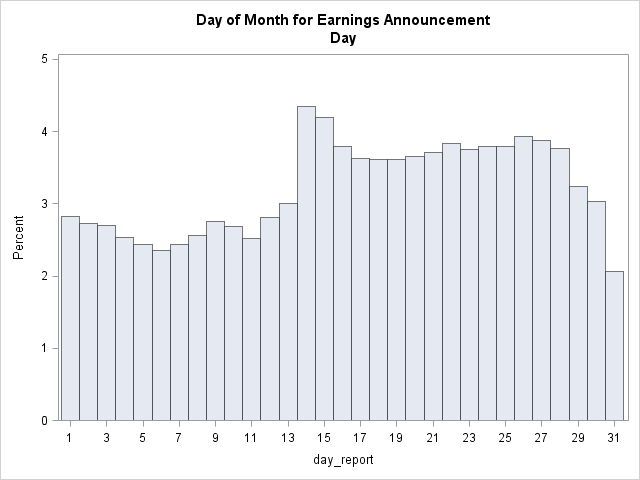 Day of Month for Earnings Announcement
Day
5
4
3
2
1
0
Percent
1 3 5 7 9 11 13 15 17 19 21 23 25 27 29 31
day_report